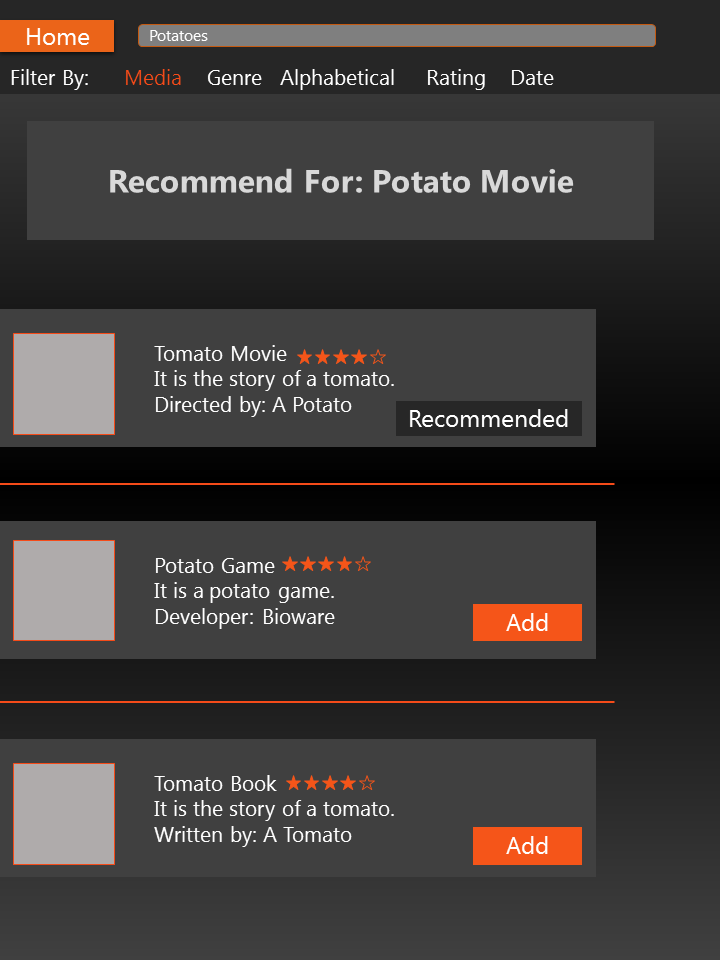 Home
Potatoes
Filter By: Media Genre Alphabetical Rating Date
Recommend For: Potato Movie
Tomato Movie ★★★★☆
It is the story of a tomato.
Directed by: A Potato
Recommended
Potato Game ★★★★☆
It is a potato game.
Developer: Bioware
Add
Tomato Book ★★★★☆
It is the story of a tomato.
Written by: A Tomato
Add